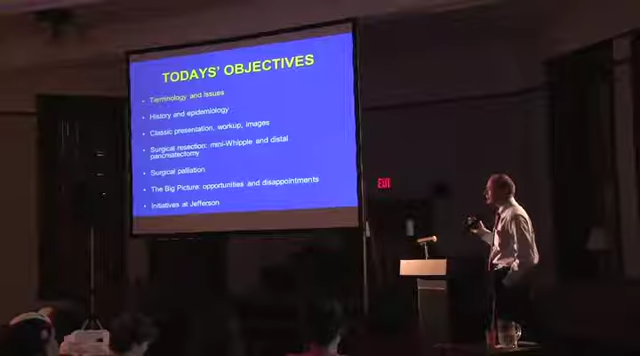 TODAYS' OBJECTIVES
• Terminology and Issues
• History and epidemiology
• Classic presentation, workup, images
• Surgical resection: mini-Whipple and distal
pancreatectomy
• Surgical palliation
• The Big Picture: opportunities and disappointments
• Initiatives at Jefferson
Exit